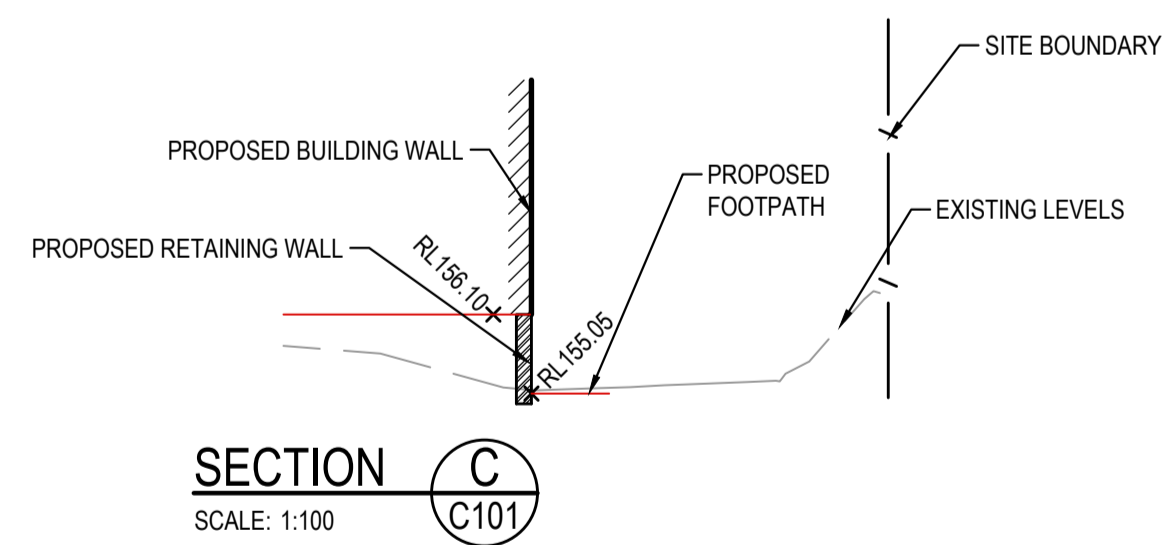 SITE BOUNDARY
PROPOSED BUILDING WALL
PROPOSED
FOOTPATH
EXISTING LEVELS
PROPOSED RETAINING WALL
RL156.10
RL155.05
SECTION
C
C101
SCALE: 1:100